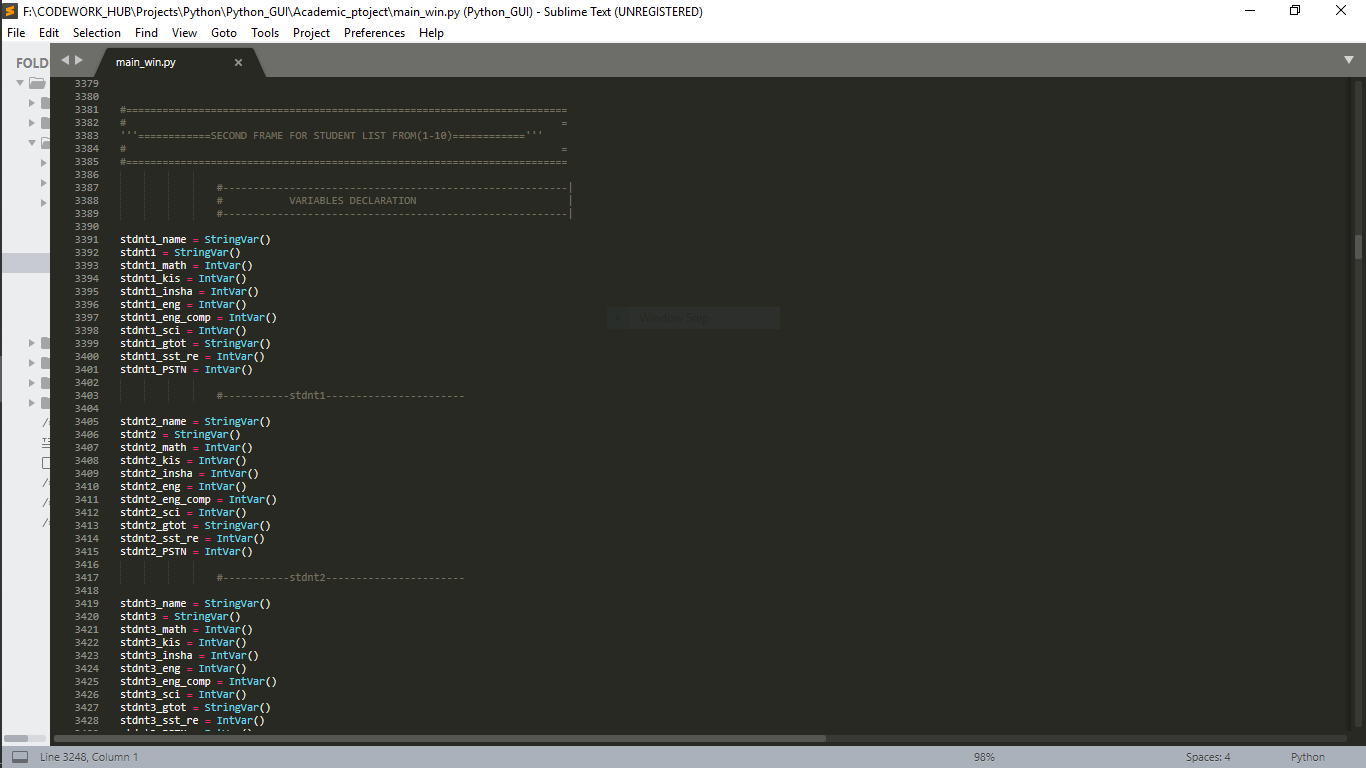 F:\CODEWORK_HUB\Projects\Python\Python_GUI\Academic_ptoject\main_win.py (Python_GUI) - Sublime Text (UNREGISTERED)
File Edit Selection Find View Goto Tools Project Preferences Help
FOLD
main_win.py
3379
3380
3381 #=========================================================================
3382 # =
3383 '''============SECOND FRAME FOR STUDENT LIST FROM(1-10)============'''
3384 # =
3385 #=========================================================================
3386
3387 #---------------------------------------------------------|
3388 # VARIABLES DECLARATION |
3389 #---------------------------------------------------------|
3390
3391 stdnt1_name = StringVar()
3392 stdnt1 = StringVar()
3393 stdnt1_math = IntVar()
3394 stdnt1_kis = IntVar()
3395 stdnt1_insha = IntVar()
3396 stdnt1_eng = IntVar()
3397 stdnt1_eng_comp = IntVar()
3398 stdnt1_sci = IntVar()
3399 stdnt1_gtot = StringVar()
3400 stdnt1_sst_re = IntVar()
3401 stdnt1_PSTN = IntVar()
3402
3403 #-----------stdnt1-----------------------
3404
3405 stdnt2_name = StringVar()
3406 stdnt2 = StringVar()
3407 stdnt2_math = IntVar()
3408 stdnt2_kis = IntVar()
3409 stdnt2_insha = IntVar()
3410 stdnt2_eng = IntVar()
3411 stdnt2_eng_comp = IntVar()
3412 stdnt2_sci = IntVar()
3413 stdnt2_gtot = StringVar()
3414 stdnt2_sst_re = IntVar()
3415 stdnt2_PSTN = IntVar()
3416
3417 #-----------stdnt2-----------------------
3418
3419 stdnt3_name = StringVar()
3420 stdnt3 = StringVar()
3421 stdnt3_math = IntVar()
3422 stdnt3_kis = IntVar()
3423 stdnt3_insha = IntVar()
3424 stdnt3_eng = IntVar()
3425 stdnt3_eng_comp = IntVar()
3426 stdnt3_sci = IntVar()
3427 stdnt3_gtot = StringVar()
3428 stdnt3_sst_re = IntVar()
Line 3248, Column 1 98% Spaces: 4 Python